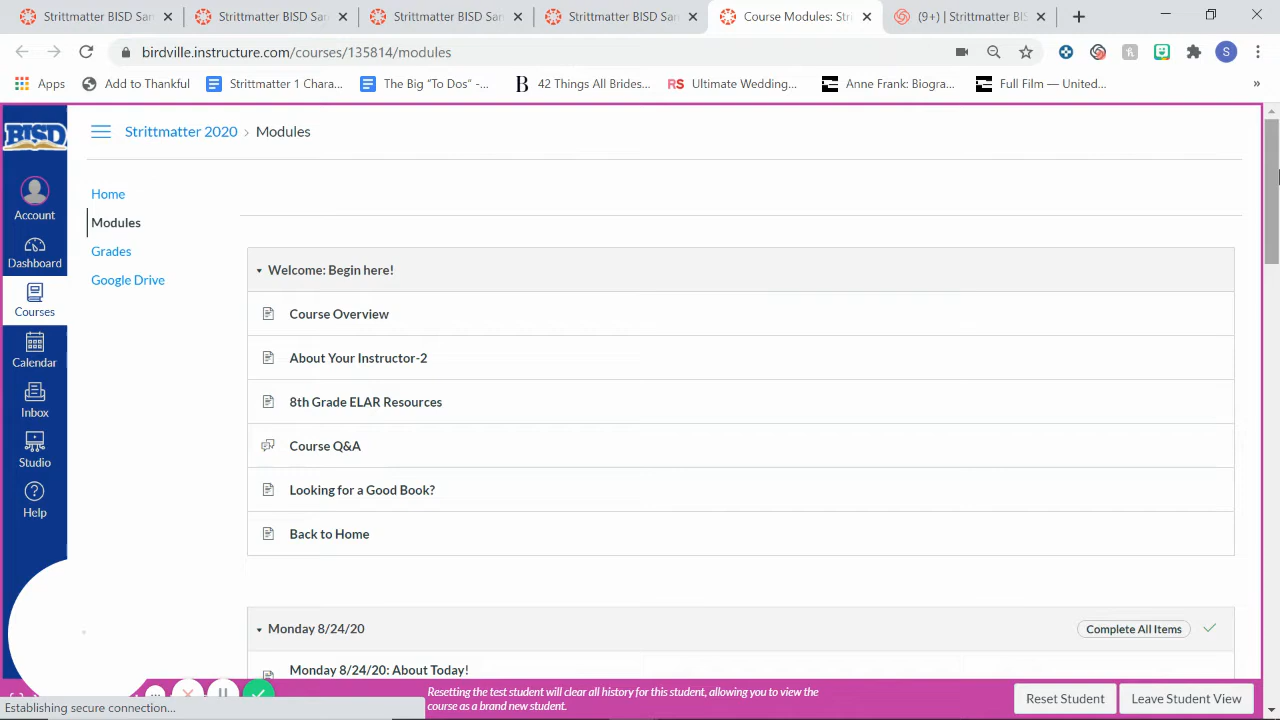 Strittmatter BISD San
Strittmatter BISD San
Strittmatter BISD San
Strittmatter BISD San
Course Modules: Str
(9+) | Strittmatter BIS
birdville.instructure.com/courses/135814/modules
S
Apps
Add to Thankful
Strittmatter 1 Chara...
The Big "To Dos" -...
B 42 Things All Brides...
RS Ultimate Wedding...
Anne Frank: Biogra...
Full Film — United...
»
BISD
Strittmatter 2020 › Modules
Account
Dashboard
Courses
Calendar
Inbox
Studio
Help
Home
Modules
Grades
Google Drive
Welcome: Begin here!
Course Overview
About Your Instructor-2
8th Grade ELAR Resources
Course Q&A
Looking for a Good Book?
Back to Home
Monday 8/24/20
Complete All Items
Monday 8/24/20: About Today!
Resetting the test student will clear all history for this student, allowing you to view the
course as a brand new student.
Reset Student
Leave Student View
Establishing secure connection...